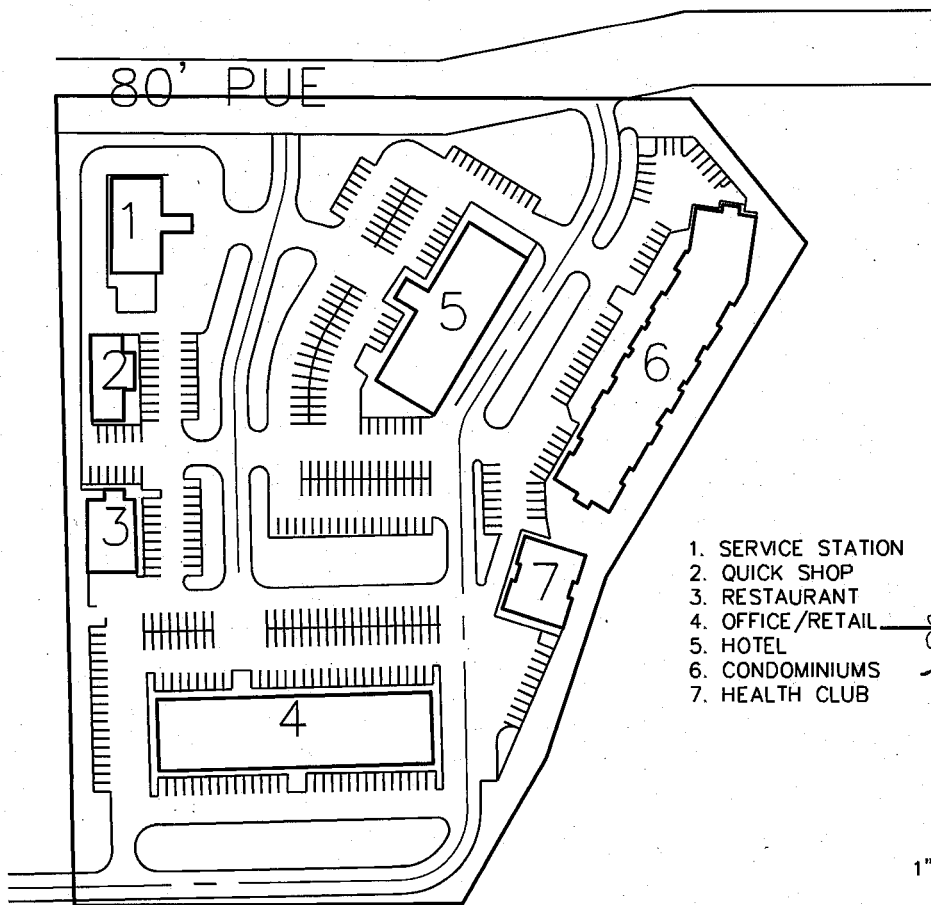 80' PUE
1
2
3
5
6
7
4
1. SERVICE STATION
2. QUICK SHOP
3. RESTAURANT
4. OFFICE/RETAIL
5. HOTEL
6. CONDOMINIUMS
7. HEALTH CLUB
1"